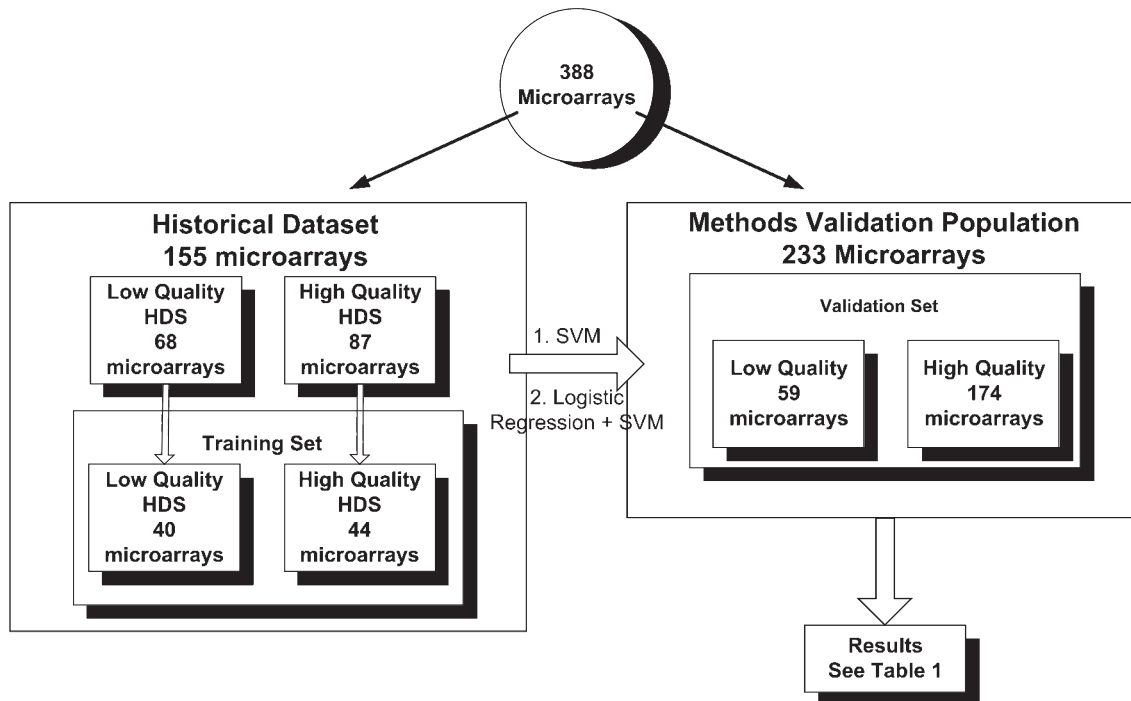 388
Microarrays
Historical Dataset
155 microarrays
Low Quality
HDS
68
microarrays
High Quality
HDS
87
microarrays
Training Set
Low Quality
HDS
40
microarrays
High Quality
HDS
44
microarrays
1. SVM
2. Logistic
Regression + SVM
Methods Validation Population
233 Microarrays
Validation Set
Low Quality
59
microarrays
High Quality
174
microarrays
Results
See Table 1